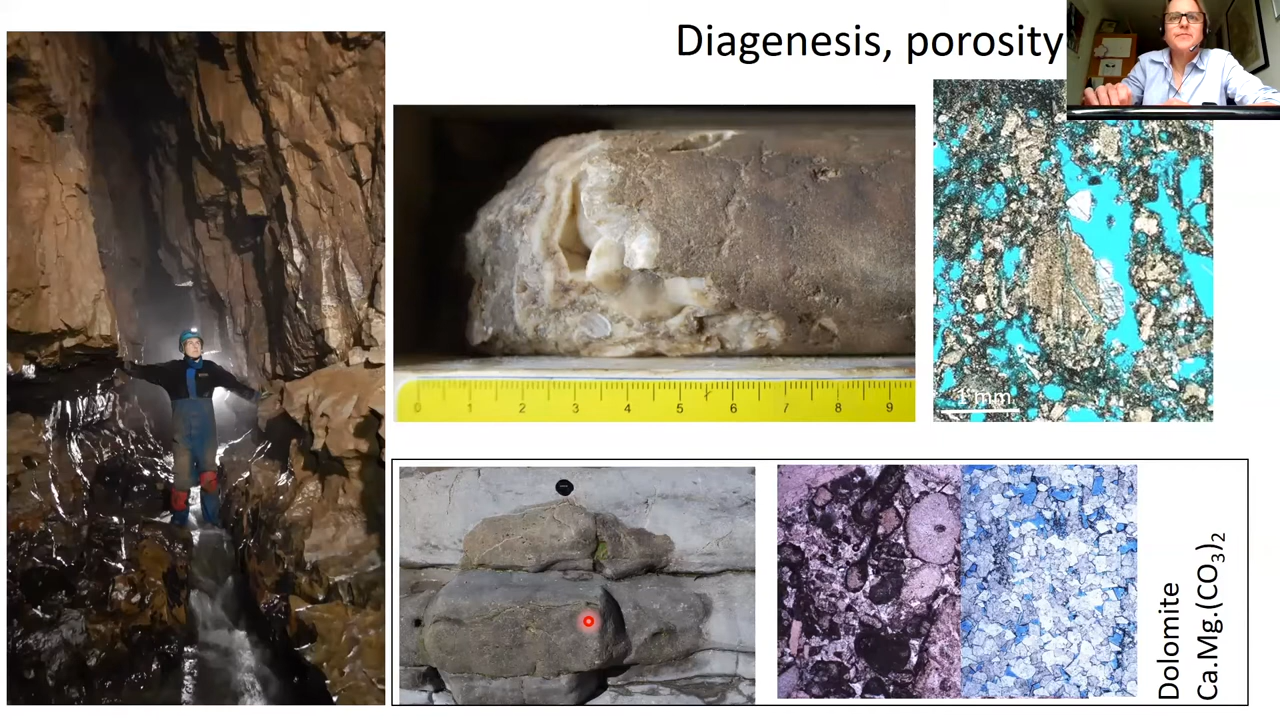 Diagenesis, porosity
0 1 2 3 4 5 6 7 8 9
1 mm
Dolomite
Ca.Mg.(CO₃)₂